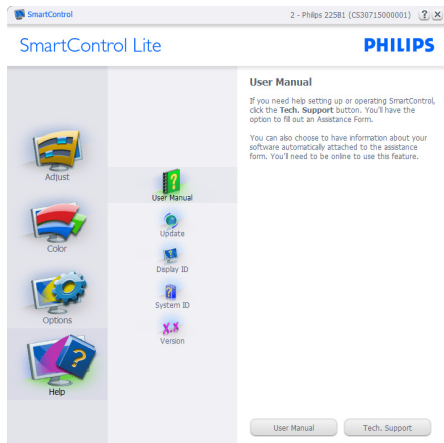 SmartControl
2 - Philips 225B1 (CS30715000001)
SmartControl Lite
PHILIPS
Adjust
Color
Options
Help
User Manual
Update
Display ID
System ID
Version
User Manual
If you need help setting up or operating SmartControl,
click the Tech. Support button. You'll have the
option to fill out an Assistance Form.
You can also choose to have information about your
software automatically attached to the assistance
form. You'll need to be online to use this feature.
User Manual
Tech. Support